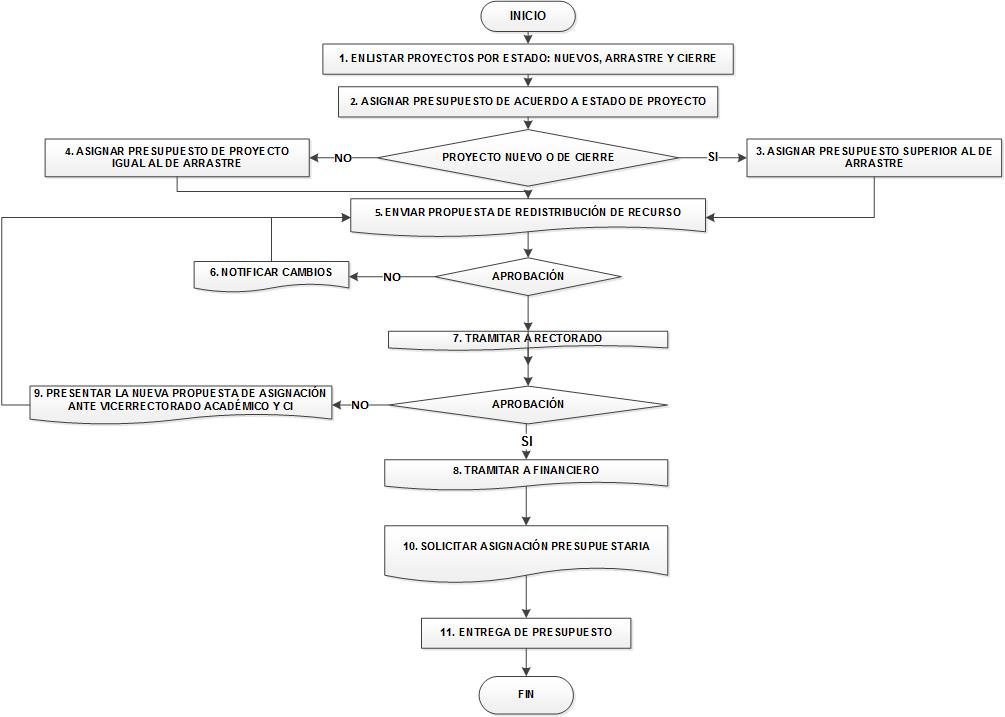 INICIO
1. ENLISTAR PROYECTOS POR ESTADO: NUEVOS, ARRASTRE Y CIERRE
2. ASIGNAR PRESUPUESTO DE ACUERDO A ESTADO DE PROYECTO
4. ASIGNAR PRESUPUESTO DE PROYECTO
IGUAL AL DE ARRASTRE
NO
PROYECTO NUEVO O DE CIERRE
SI
3. ASIGNAR PRESUPUESTO SUPERIOR AL DE
ARRASTRE
5. ENVIAR PROPUESTA DE REDISTRIBUCIÓN DE RECURSO
6. NOTIFICAR CAMBIOS
NO
APROBACIÓN
7. TRAMITAR A RECTORADO
9. PRESENTAR LA NUEVA PROPUESTA DE ASIGNACIÓN
ANTE VICERRECTORADO ACADÉMICO Y CI
NO
APROBACIÓN
SI
8. TRAMITAR A FINANCIERO
10. SOLICITAR ASIGNACIÓN PRESUPUESTARIA
11. ENTREGA DE PRESUPUESTO
FIN